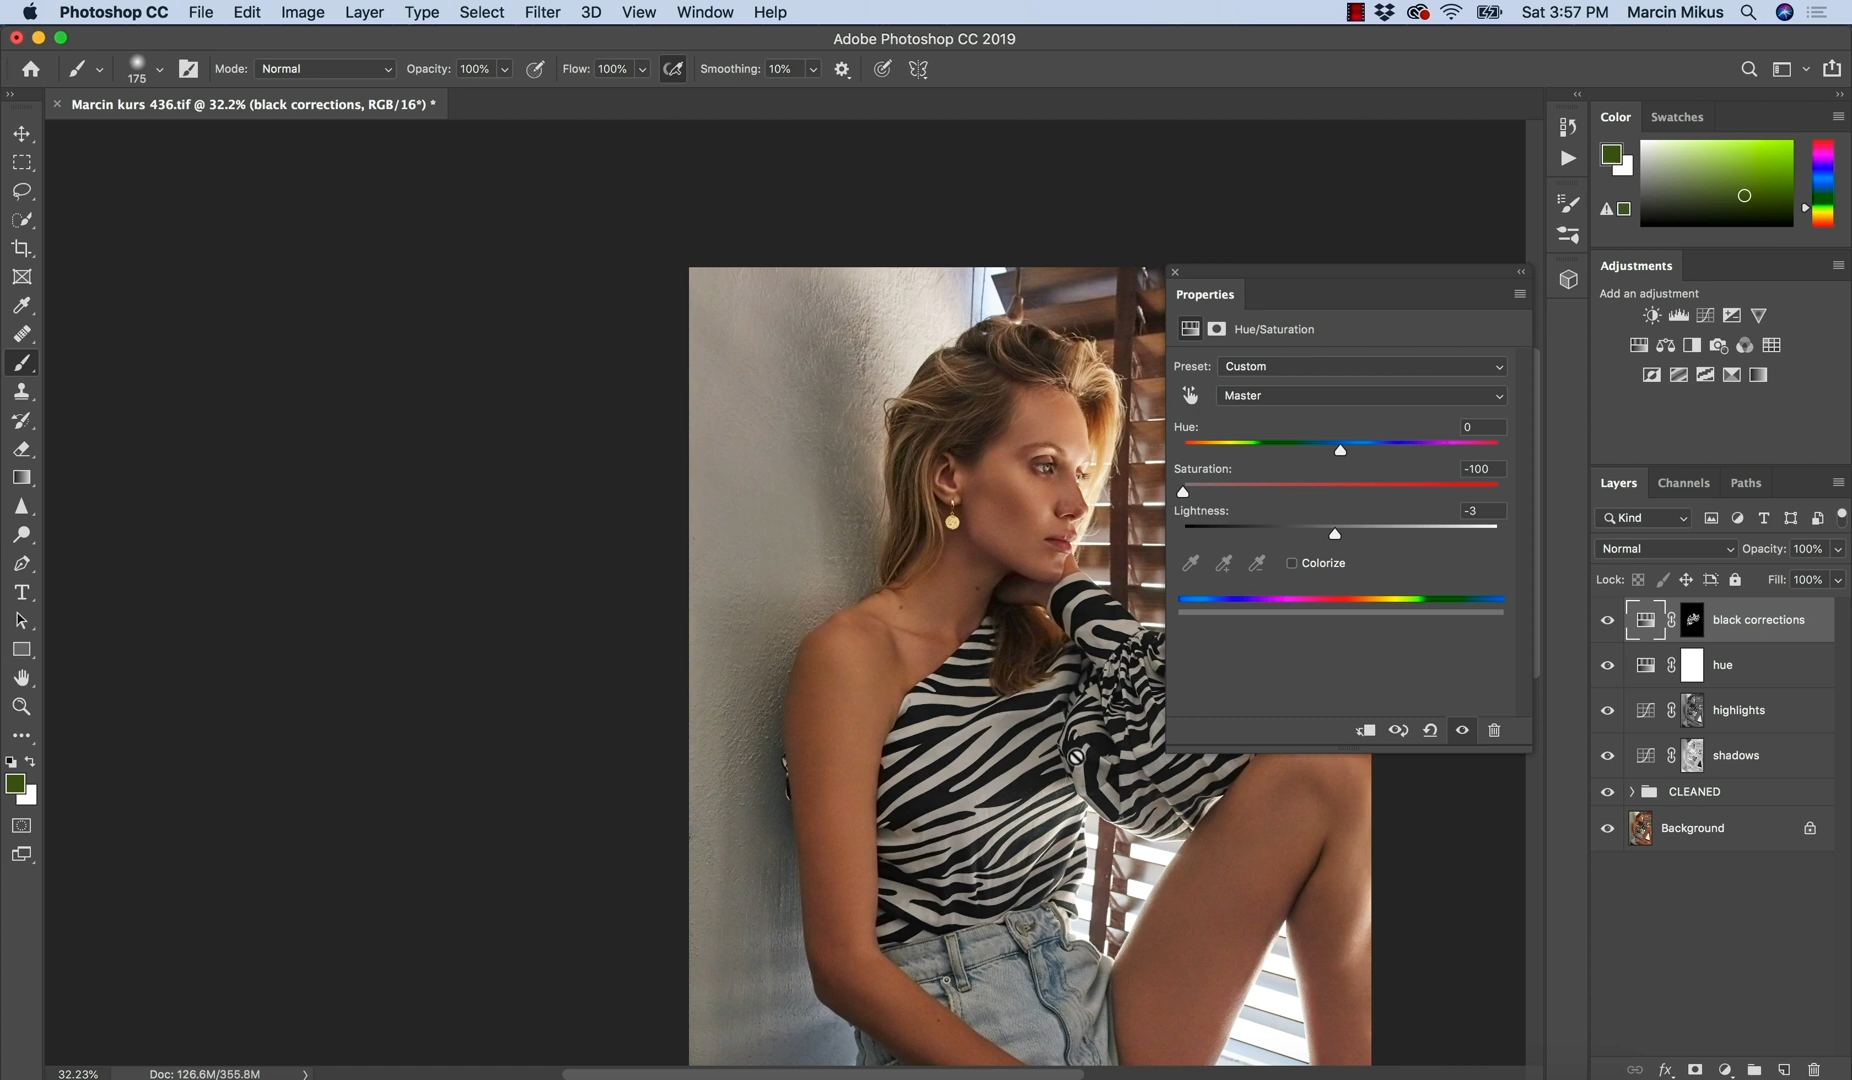 Photoshop CC File Edit Image Layer Type Select Filter 3D View Window Help Sat 3:57 PM Marcin Mikus
Adobe Photoshop CC 2019
175 Mode: Normal Opacity: 100% Flow: 100% Smoothing: 10%
Marcin kurs 436.tif @ 32.2% (black corrections, RGB/16*) *
Color Swatches
Adjustments
Add an adjustment
Properties
Hue/Saturation
Preset: Custom
Master
Hue: 0
Saturation: -100
Lightness: -3
Colorize
Layers Channels Paths
Kind
Normal Opacity: 100%
Lock: Fill: 100%
black corrections
hue
highlights
shadows
CLEANED
Background
32.23% Doc: 126.6M/355.8M
fx